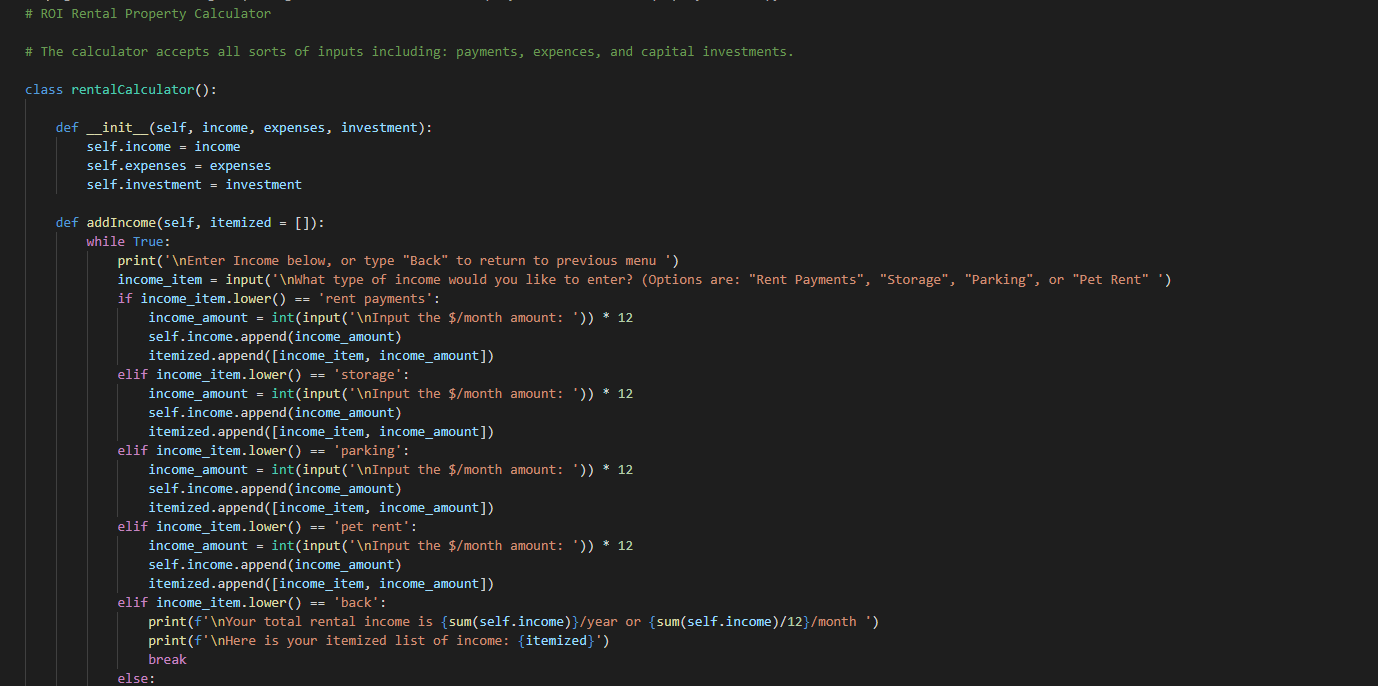 # ROI Rental Property Calculator
# The calculator accepts all sorts of inputs including: payments, expences, and capital investments.
class rentalCalculator():
def __init__(self, income, expenses, investment):
self.income = income
self.expenses = expenses
self.investment = investment
def addIncome(self, itemized = []):
while True:
print('\nEnter Income below, or type "Back" to return to previous menu ')
income_item = input('\nWhat type of income would you like to enter? (Options are: "Rent Payments", "Storage", "Parking", or "Pet Rent" ')
if income_item.lower() == 'rent payments':
income_amount = int(input('\nInput the $/month amount: ')) * 12
self.income.append(income_amount)
itemized.append([income_item, income_amount])
elif income_item.lower() == 'storage':
income_amount = int(input('\nInput the $/month amount: ')) * 12
self.income.append(income_amount)
itemized.append([income_item, income_amount])
elif income_item.lower() == 'parking':
income_amount = int(input('\nInput the $/month amount: ')) * 12
self.income.append(income_amount)
itemized.append([income_item, income_amount])
elif income_item.lower() == 'pet rent':
income_amount = int(input('\nInput the $/month amount: ')) * 12
self.income.append(income_amount)
itemized.append([income_item, income_amount])
elif income_item.lower() == 'back':
print(f'\nYour total rental income is {sum(self.income)}/year or {sum(self.income)/12}/month ')
print(f'\nHere is your itemized list of income: {itemized}')
break
else: